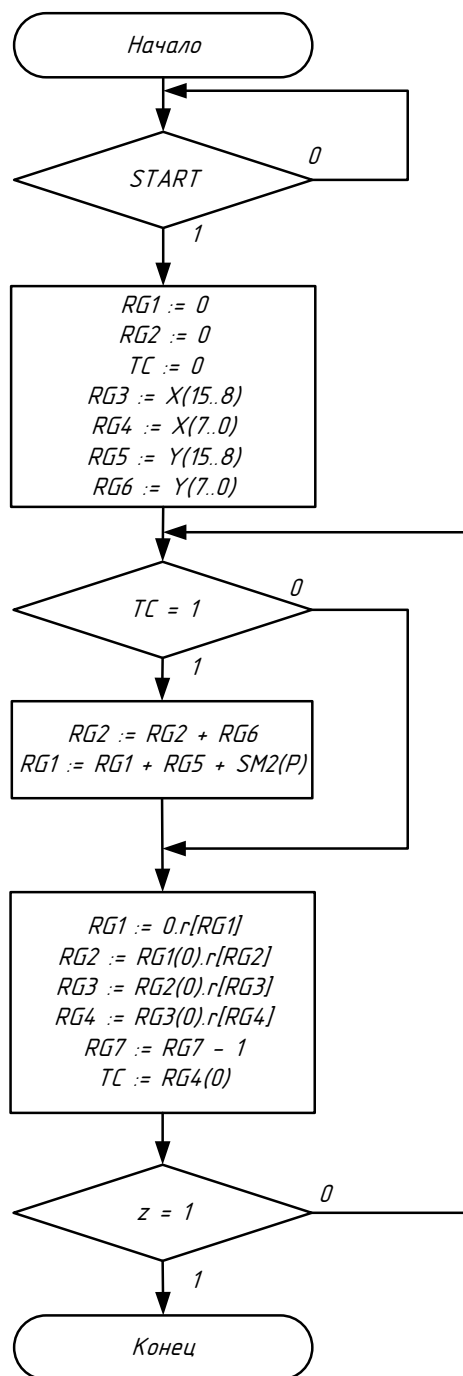 Начало
0
START
1
RG1 := 0
RG2 := 0
TC := 0
RG3 := X(15..8)
RG4 := X(7..0)
RG5 := Y(15..8)
RG6 := Y(7..0)
0
TC = 1
1
RG2 := RG2 + RG6
RG1 := RG1 + RG5 + SM2(P)
RG1 := 0.r[RG1]
RG2 := RG1(0).r[RG2]
RG3 := RG2(0).r[RG3]
RG4 := RG3(0).r[RG4]
RG7 := RG7 - 1
TC := RG4(0)
0
z = 1
1
Конец